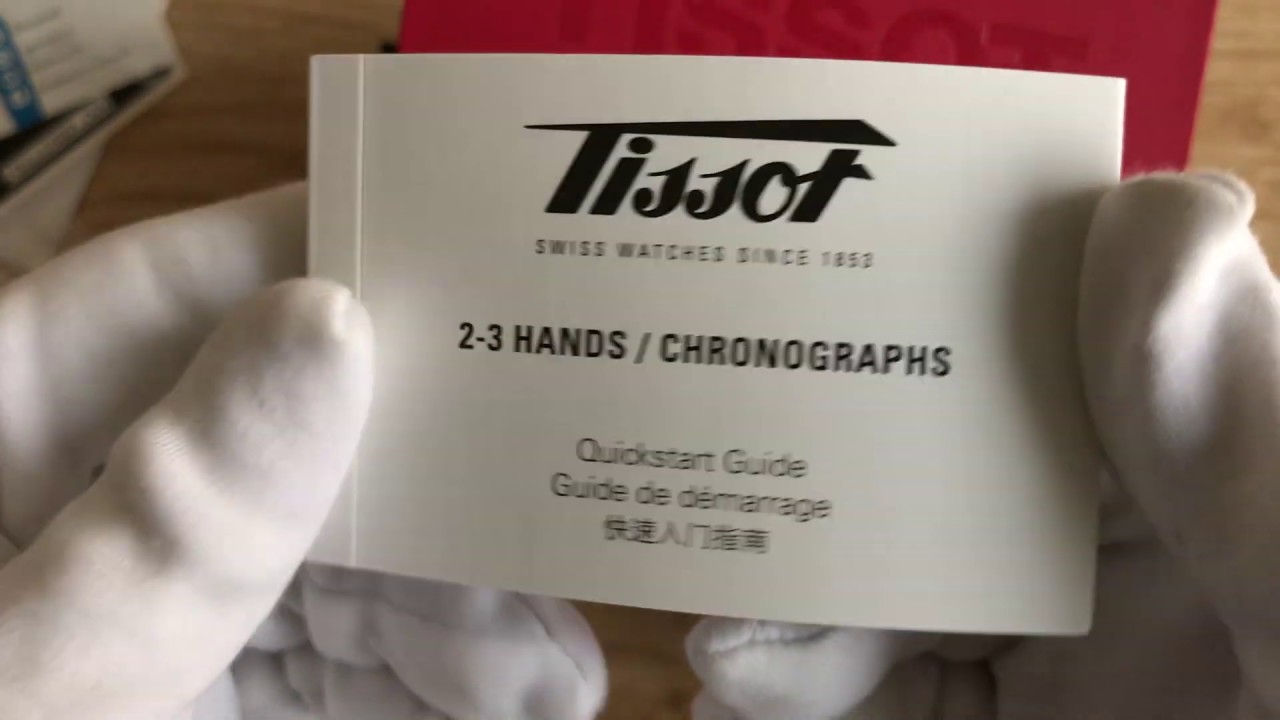 TISSOT
Tissot
SWISS WATCHES SINCE 1853
2-3 HANDS / CHRONOGRAPHS
Quickstart Guide
Guide de démarrage
快速入门指南